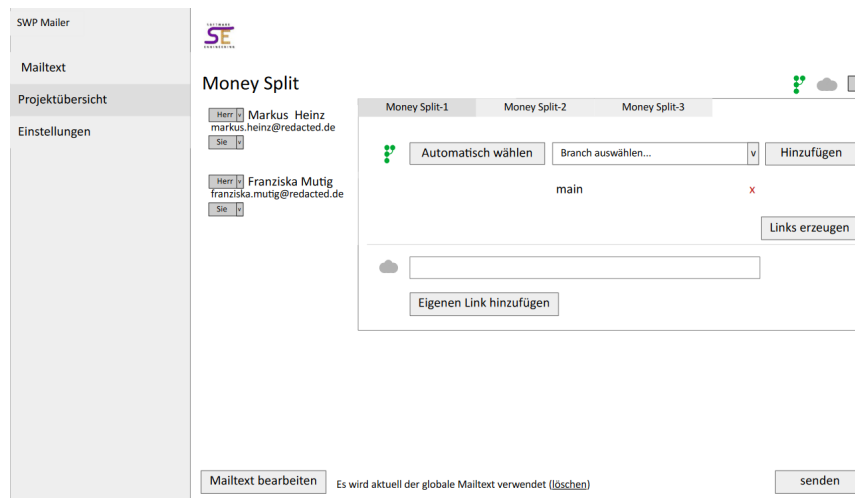 SWP Mailer
Mailtext
Projektübersicht
Einstellungen
SOFTWARE
SE
ENGINEERING
Money Split
Herr v Markus Heinz
markus.heinz@redacted.de
Sie v
Herr v Franziska Mutig
franziska.mutig@redacted.de
Sie v
Money Split-1 Money Split-2 Money Split-3
Automatisch wählen Branch auswählen... v Hinzufügen
main x
Links erzeugen
Eigenen Link hinzufügen
Mailtext bearbeiten Es wird aktuell der globale Mailtext verwendet (löschen) senden